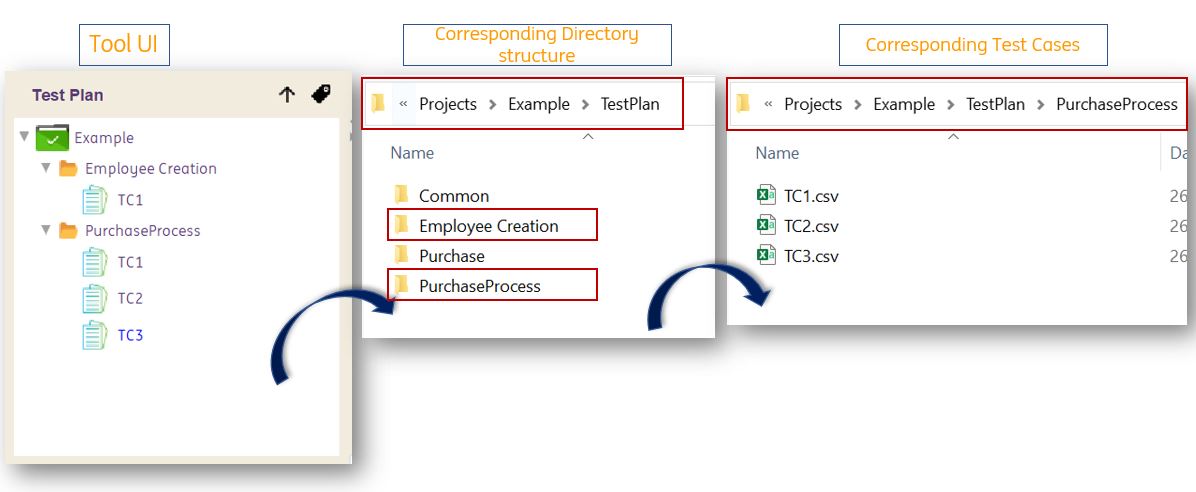 Tool UI
Corresponding Directory
structure
Corresponding Test Cases
Test Plan
Example
Employee Creation
TC1
PurchaseProcess
TC1
TC2
TC3
« Projects > Example > TestPlan
Name
Common
Employee Creation
Purchase
PurchaseProcess
« Projects > Example > TestPlan > PurchaseProcess
Name Da
TC1.csv 26
TC2.csv 26
TC3.csv 26